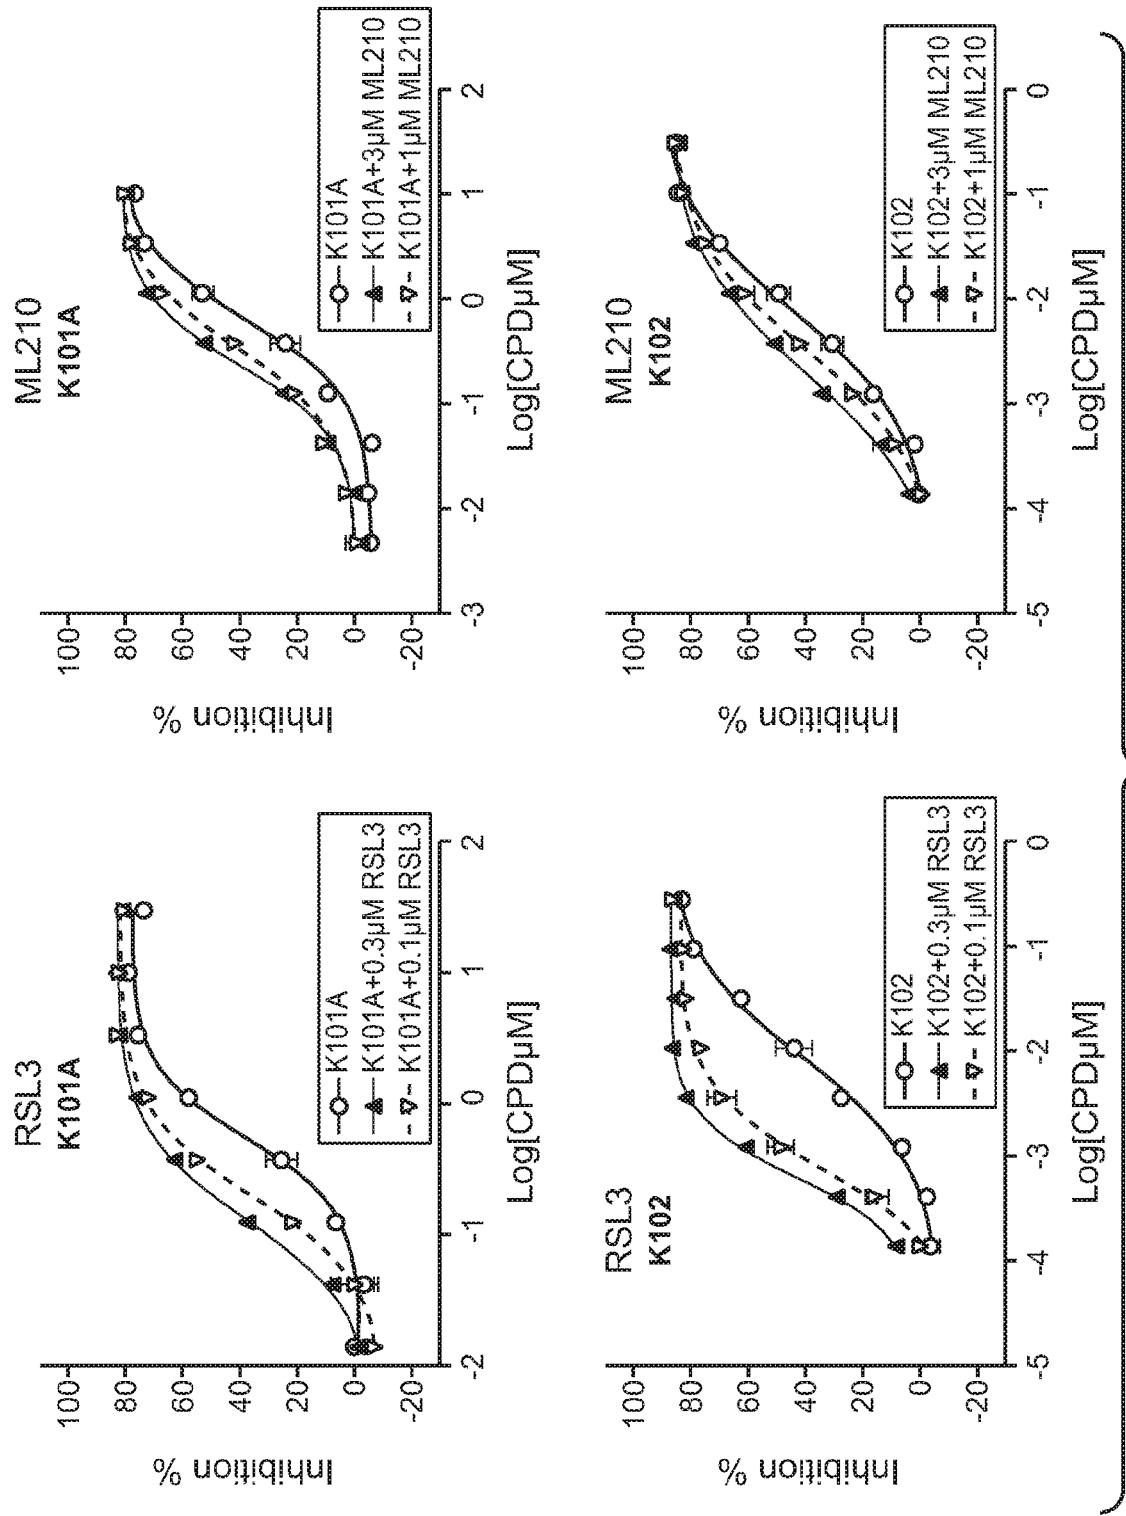 RSL3
K101A
Inhibition %
100
80
60
40
20
0
-20
-2
-1
0
1
2
Log[CPDµM]
K101A
K101A+0.3µM RSL3
K101A+0.1µM RSL3
ML210
K101A
Inhibition %
100
80
60
40
20
0
-20
-3
-2
-1
0
1
2
Log[CPDµM]
K101A
K101A+3µM ML210
K101A+1µM ML210
RSL3
K102
Inhibition %
100
80
60
40
20
0
-20
-5
-4
-3
-2
-1
0
Log[CPDµM]
K102
K102+0.3µM RSL3
K102+0.1µM RSL3
ML210
K102
Inhibition %
100
80
60
40
20
0
-20
-5
-4
-3
-2
-1
0
Log[CPDµM]
K102
K102+3µM ML210
K102+1µM ML210